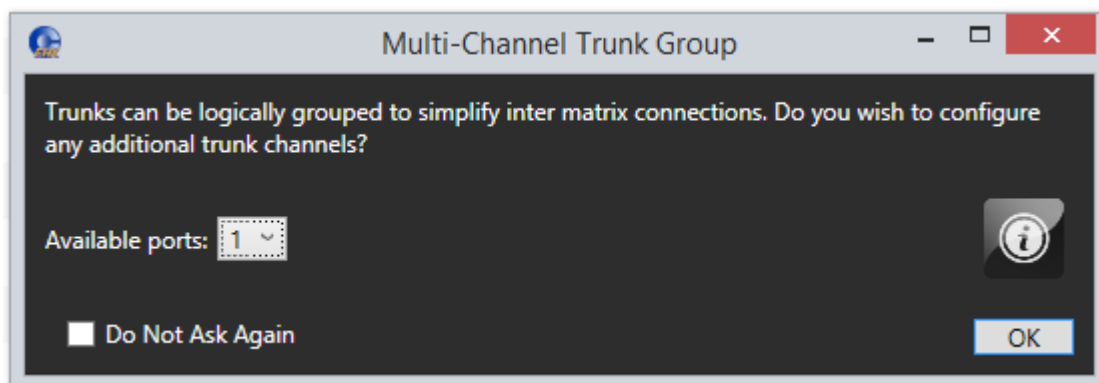 Multi-Channel Trunk Group
Trunks can be logically grouped to simplify inter matrix connections. Do you wish to configure
any additional trunk channels?
Available ports: 1
Do Not Ask Again
OK